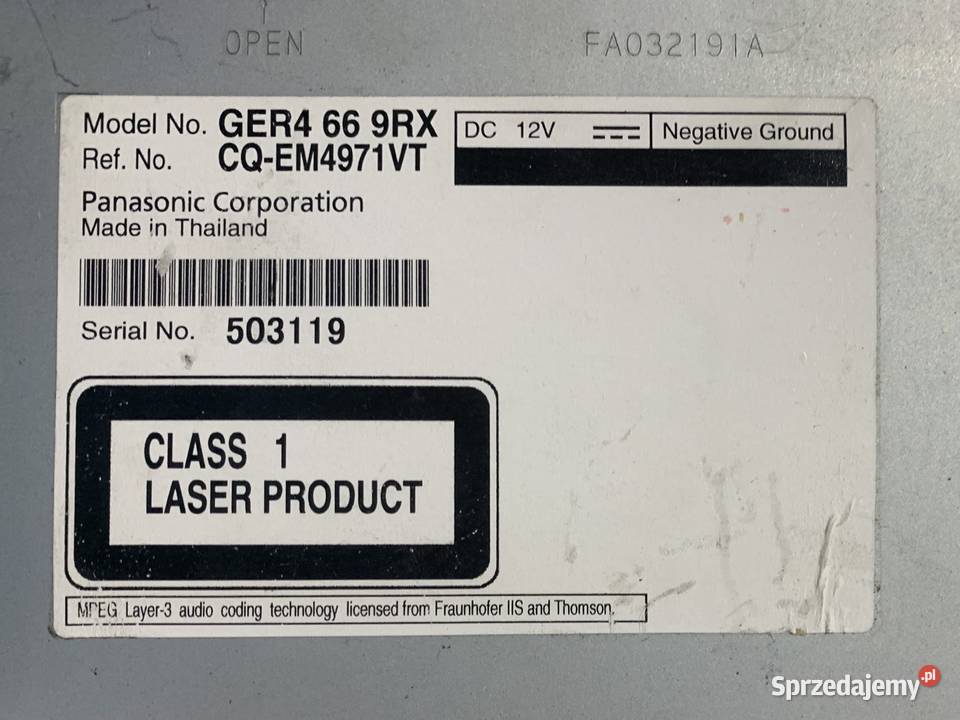 OPEN
FA032191A
Model No. GER4 66 9RX
Ref. No. CQ-EM4971VT
DC 12V
Negative Ground
Panasonic Corporation
Made in Thailand
Serial No. 503119
CLASS 1
LASER PRODUCT
MPEG Layer-3 audio coding technology licensed from Fraunhofer IIS and Thomson.
Sprzedajemy.pl